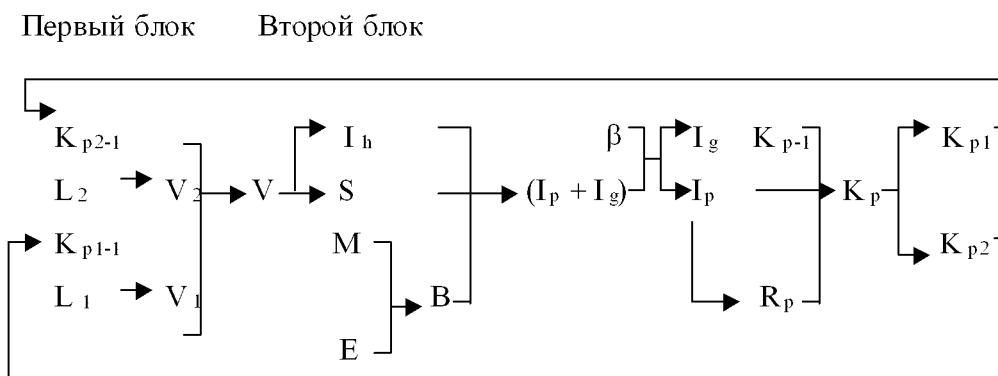 Первый блок Второй блок
K p2-1 I h β I g K p-1 K p1
L 2 V 2 V S (I p + I g) I p K p
K p1-1 M K p2
L 1 V 1 B R p
E